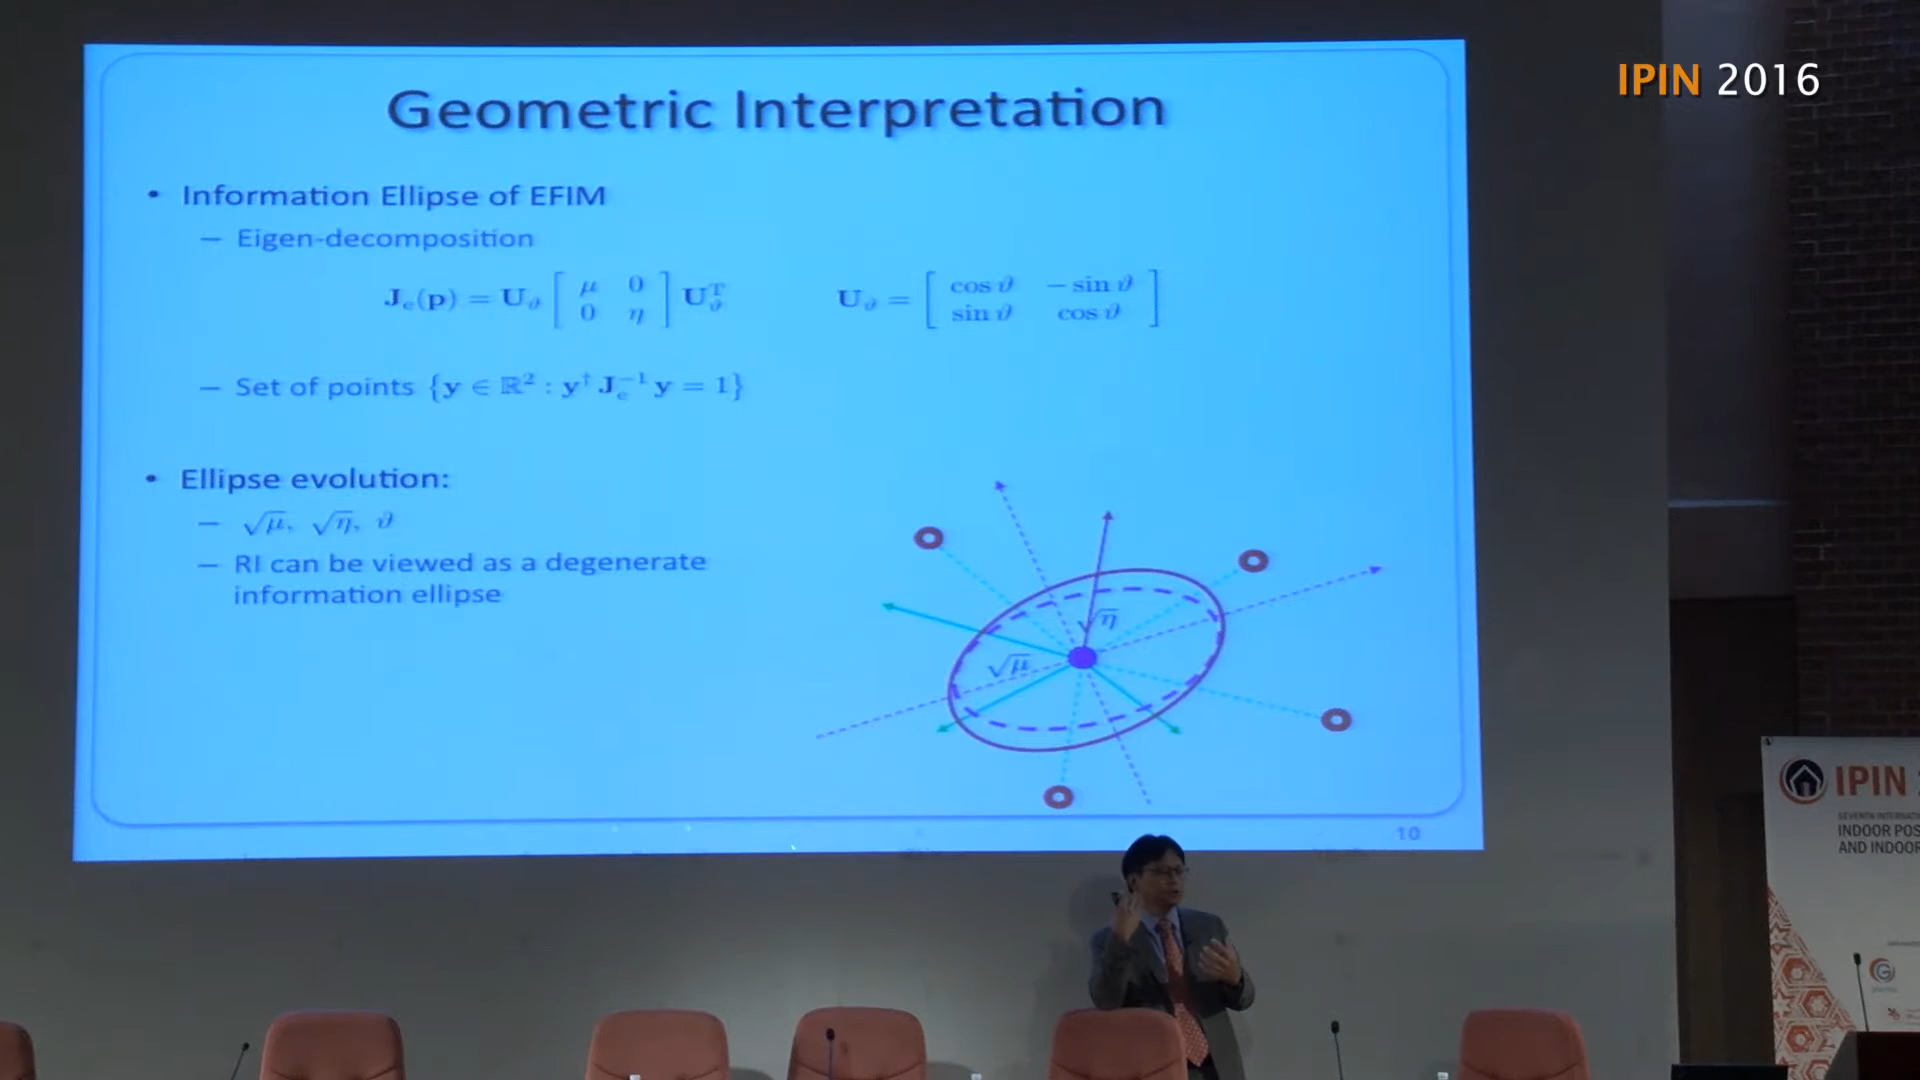 IPIN 2016
Geometric Interpretation
• Information Ellipse of EFIM
– Eigen-decomposition
J_e(p) = U_ϑ [ μ 0 ; 0 η ] U_ϑ^T    U_ϑ = [ cos ϑ −sin ϑ ; sin ϑ cos ϑ ]
– Set of points {y ∈ ℝ² : y† J_e⁻¹ y = 1}
• Ellipse evolution:
– √μ, √η, ϑ
– RI can be viewed as a degenerate
information ellipse
√η
√μ
10
IPIN
INDOOR POS
AND INDOOR